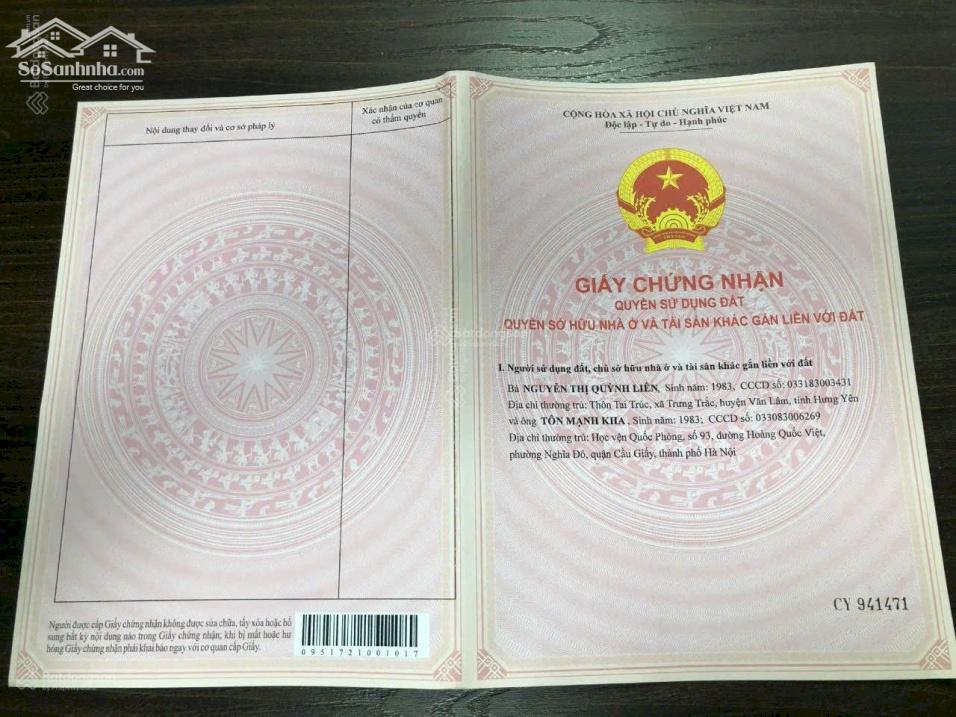 SoSanhnha.com
Great choice for you
Nội dung thay đổi và cơ sở pháp lý
Xác nhận của cơ quan
có thẩm quyền
Người được cấp Giấy chứng nhận không được sửa chữa, tẩy xóa hoặc bổ
sung bất kỳ nội dung nào trong Giấy chứng nhận; khi bị mất hoặc hư
hỏng Giấy chứng nhận phải khai báo ngay với cơ quan cấp Giấy.
0951721001017
CỘNG HÒA XÃ HỘI CHỦ NGHĨA VIỆT NAM
Độc lập - Tự do - Hạnh phúc
GIẤY CHỨNG NHẬN
QUYỀN SỬ DỤNG ĐẤT
QUYỀN SỞ HỮU NHÀ Ở VÀ TÀI SẢN KHÁC GẮN LIỀN VỚI ĐẤT
I. Người sử dụng đất, chủ sở hữu nhà ở và tài sản khác gắn liền với đất
Bà NGUYỄN THỊ QUỲNH LIÊN, Sinh năm: 1983, CCCD số: 033183003431
Địa chỉ thường trú: Thôn Tai Trúc, xã Trưng Trắc, huyện Văn Lâm, tỉnh Hưng Yên
và ông TÔN MẠNH KHA, Sinh năm: 1983; CCCD số: 033083006269
Địa chỉ thường trú: Học vện Quốc Phòng, số 93, đường Hoàng Quốc Việt,
phường Nghĩa Đô, quận Cầu Giấy, thành phố Hà Nội
CY 941471